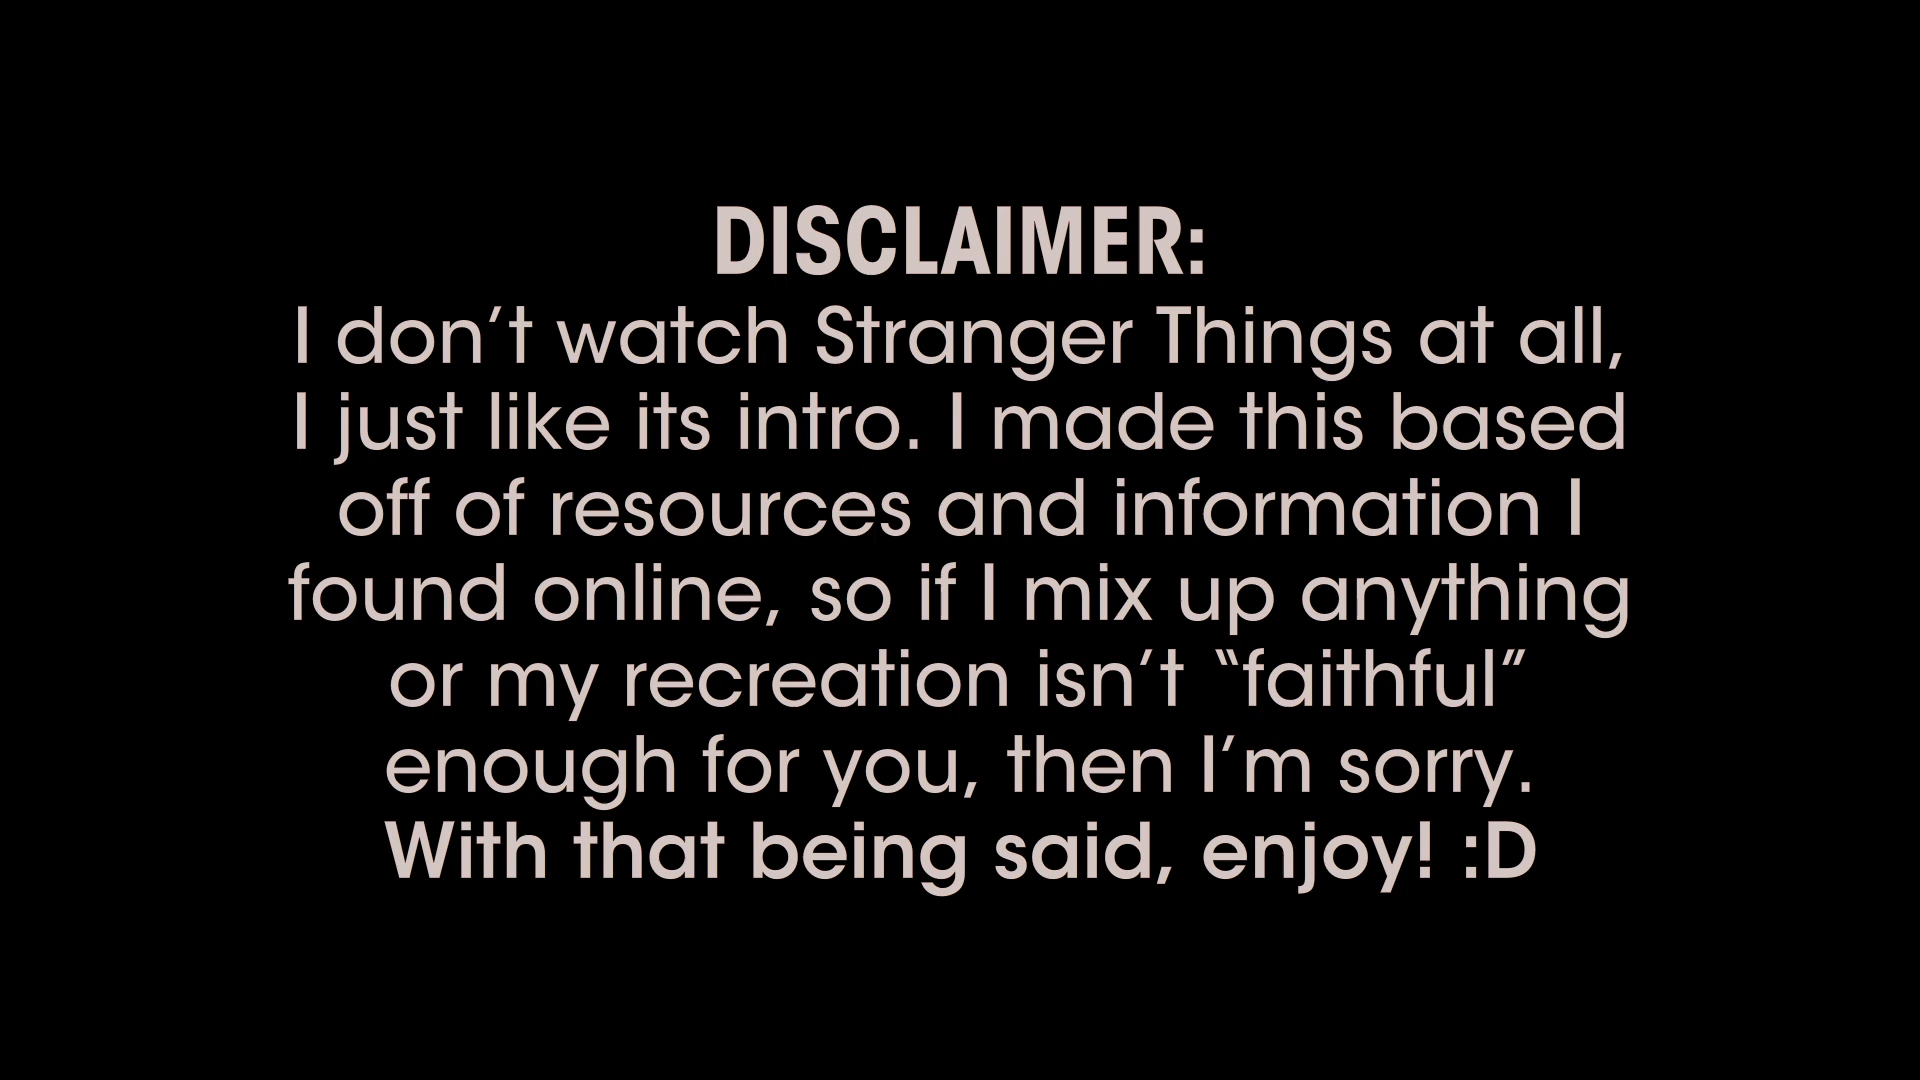 DISCLAIMER:
I don’t watch Stranger Things at all,
I just like its intro. I made this based
off of resources and information I
found online, so if I mix up anything
or my recreation isn’t “faithful”
enough for you, then I’m sorry.
With that being said, enjoy! :D